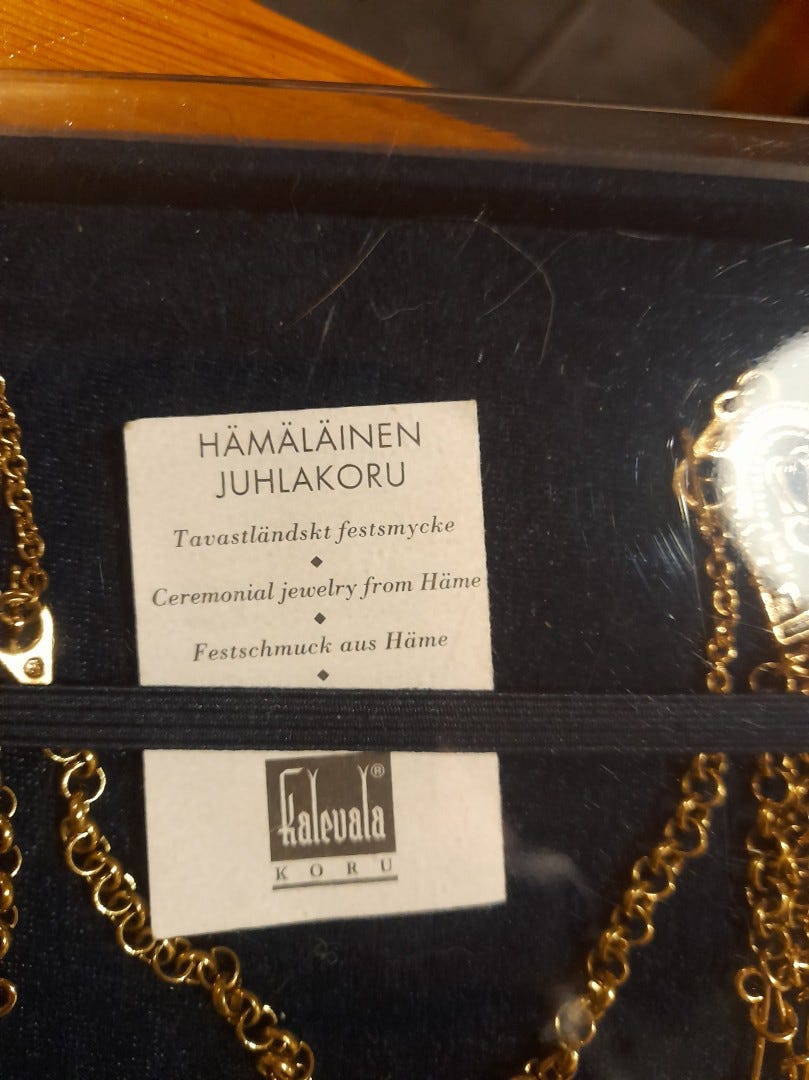 HÄMÄLÄINEN
JUHLAKORU
Tavastländskt festsmycke
Ceremonial jewelry from Häme
Festschmuck aus Häme
Kalevala®
KORU